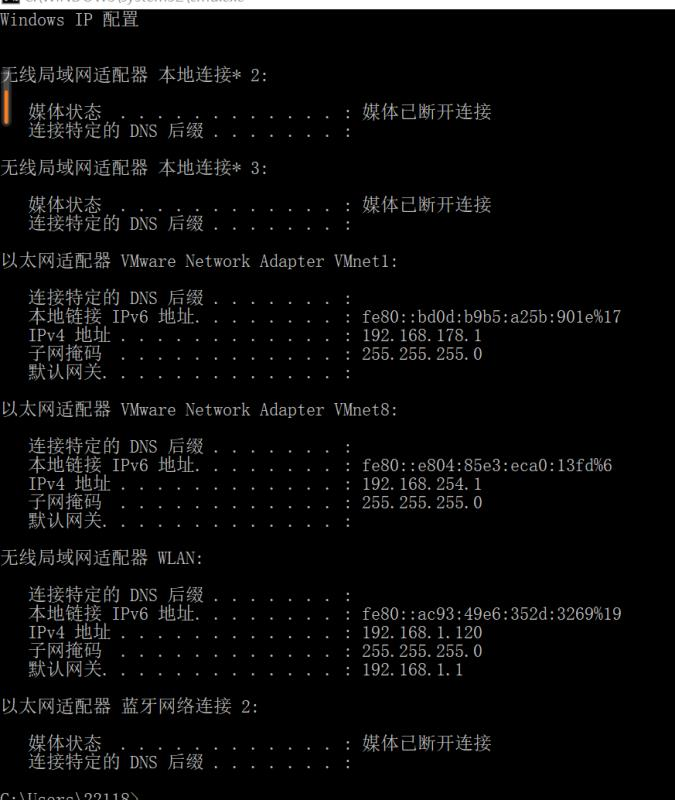 Windows IP 配置
无线局域网适配器 本地连接* 2:
媒体状态  . . . . . . . . . . . . : 媒体已断开连接
连接特定的 DNS 后缀 . . . . . . . :
无线局域网适配器 本地连接* 3:
媒体状态  . . . . . . . . . . . . : 媒体已断开连接
连接特定的 DNS 后缀 . . . . . . . :
以太网适配器 VMware Network Adapter VMnet1:
连接特定的 DNS 后缀 . . . . . . . :
本地链接 IPv6 地址. . . . . . . . : fe80::bd0d:b9b5:a25b:901e%17
IPv4 地址 . . . . . . . . . . . . : 192.168.178.1
子网掩码  . . . . . . . . . . . . : 255.255.255.0
默认网关. . . . . . . . . . . . . :
以太网适配器 VMware Network Adapter VMnet8:
连接特定的 DNS 后缀 . . . . . . . :
本地链接 IPv6 地址. . . . . . . . : fe80::e804:85e3:eca0:13fd%6
IPv4 地址 . . . . . . . . . . . . : 192.168.254.1
子网掩码  . . . . . . . . . . . . : 255.255.255.0
默认网关. . . . . . . . . . . . . :
无线局域网适配器 WLAN:
连接特定的 DNS 后缀 . . . . . . . :
本地链接 IPv6 地址. . . . . . . . : fe80::ac93:49e6:352d:3269%19
IPv4 地址 . . . . . . . . . . . . : 192.168.1.120
子网掩码  . . . . . . . . . . . . : 255.255.255.0
默认网关. . . . . . . . . . . . . : 192.168.1.1
以太网适配器 蓝牙网络连接 2:
媒体状态  . . . . . . . . . . . . : 媒体已断开连接
连接特定的 DNS 后缀 . . . . . . . :
C:\Users\22118>